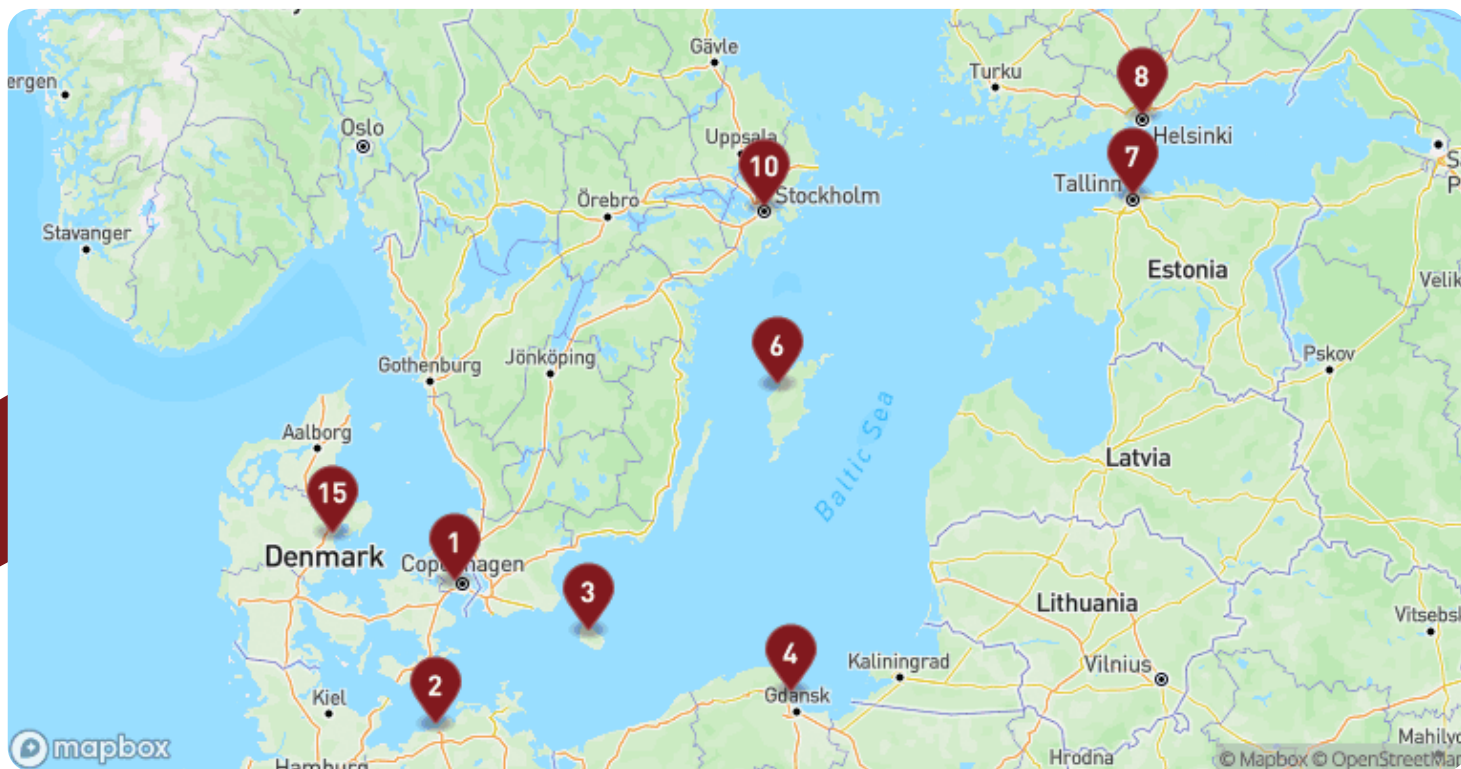 Gävle
ergen
Turku
8
Oslo
Uppsala
Helsinki
10
7
Tallinn
Stockholm
Örebro
Stavanger
Estonia
Velik
6
Gothenburg
Jönköping
Pskov
Baltic Sea
Aalborg
Latvia
15
1
Denmark
Copenhagen
3
Lithuania
Vitsebsk
4
Kaliningrad
Vilnius
2
Gdansk
Kiel
mapbox
Hamburg
Hrodna
Mahilyo
© Mapbox © OpenStreetMap